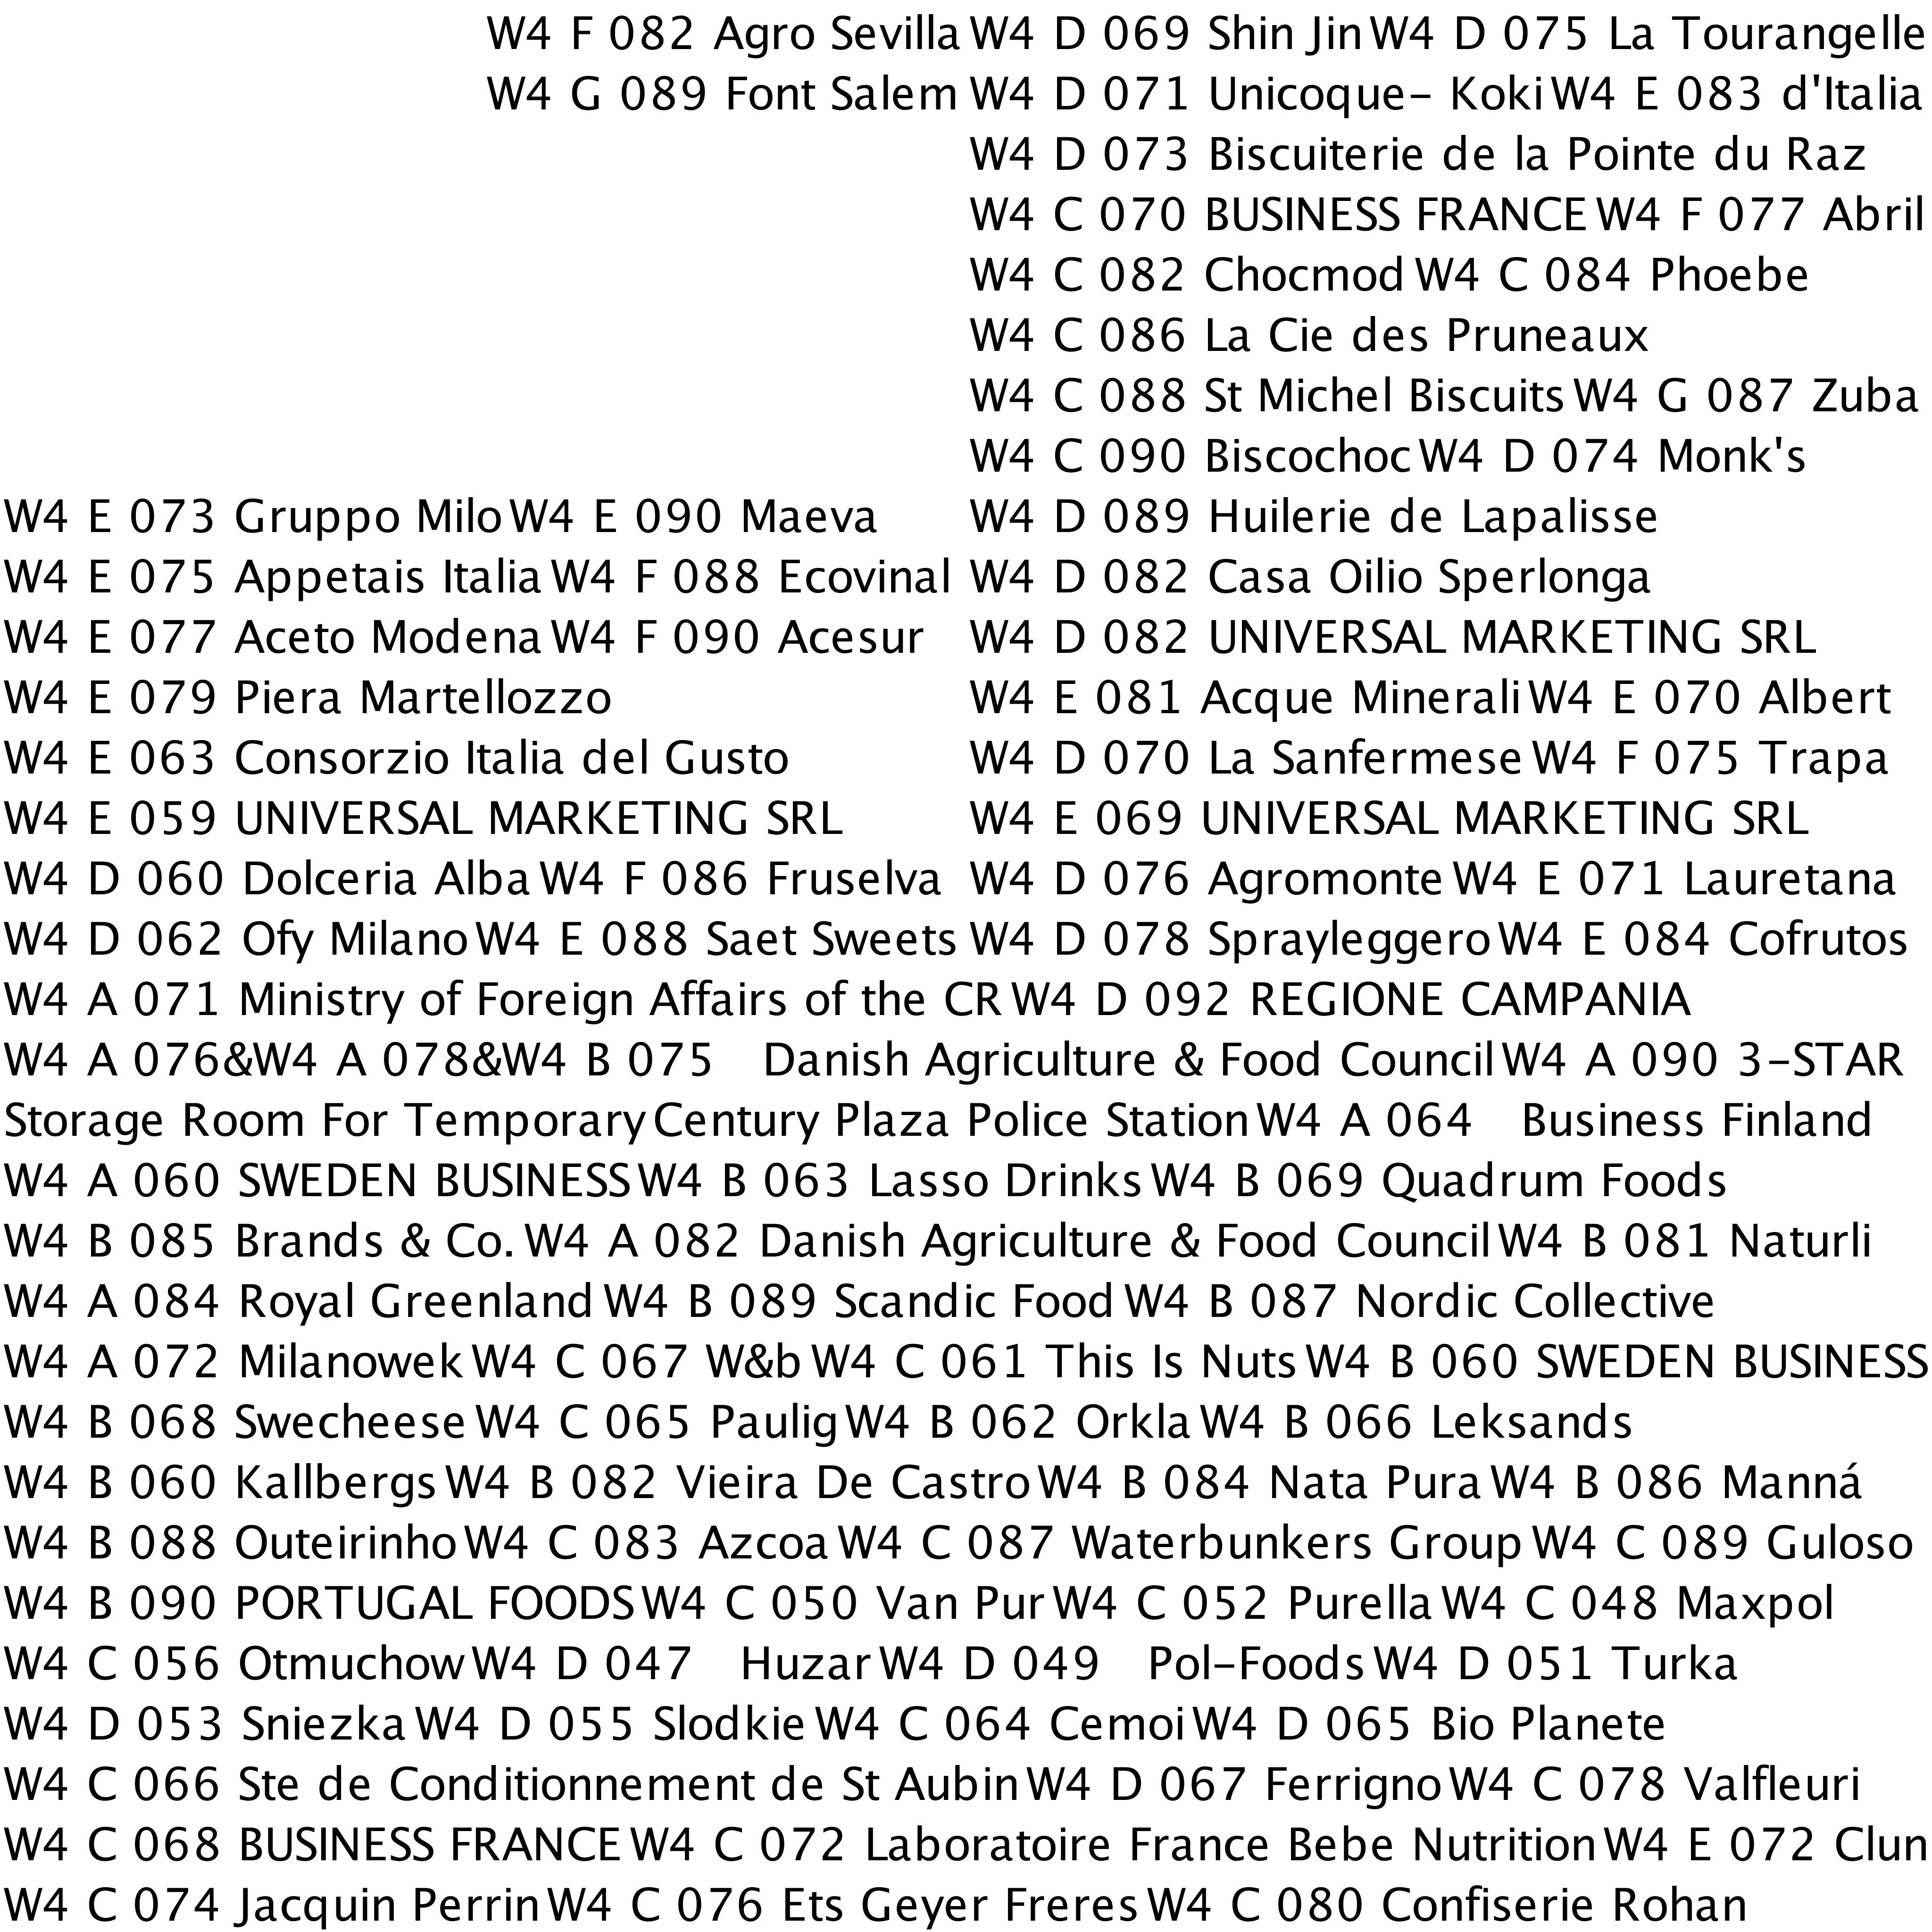 W4 F 082 Agro Sevilla W4 D 069 Shin Jin W4 D 075 La Tourangelle
W4 G 089 Font Salem W4 D 071 Unicoque- Koki W4 E 083 d'Italia
W4 D 073 Biscuiterie de la Pointe du Raz
W4 C 070 BUSINESS FRANCE W4 F 077 Abril
W4 C 082 Chocmod W4 C 084 Phoebe
W4 C 086 La Cie des Pruneaux
W4 C 088 St Michel Biscuits W4 G 087 Zuba
W4 C 090 Biscochoc W4 D 074 Monk's
W4 E 073 Gruppo Milo W4 E 090 Maeva W4 D 089 Huilerie de Lapalisse
W4 E 075 Appetais Italia W4 F 088 Ecovinal W4 D 082 Casa Oilio Sperlonga
W4 E 077 Aceto Modena W4 F 090 Acesur W4 D 082 UNIVERSAL MARKETING SRL
W4 E 079 Piera Martellozzo W4 E 081 Acque Minerali W4 E 070 Albert
W4 E 063 Consorzio Italia del Gusto W4 D 070 La Sanfermese W4 F 075 Trapa
W4 E 059 UNIVERSAL MARKETING SRL W4 E 069 UNIVERSAL MARKETING SRL
W4 D 060 Dolceria Alba W4 F 086 Fruselva W4 D 076 Agromonte W4 E 071 Lauretana
W4 D 062 Ofy Milano W4 E 088 Saet Sweets W4 D 078 Sprayleggero W4 E 084 Cofrutos
W4 A 071 Ministry of Foreign Affairs of the CR W4 D 092 REGIONE CAMPANIA
W4 A 076&W4 A 078&W4 B 075 Danish Agriculture & Food Council W4 A 090 3-STAR
Storage Room For Temporary Century Plaza Police Station W4 A 064 Business Finland
W4 A 060 SWEDEN BUSINESS W4 B 063 Lasso Drinks W4 B 069 Quadrum Foods
W4 B 085 Brands & Co. W4 A 082 Danish Agriculture & Food Council W4 B 081 Naturli
W4 A 084 Royal Greenland W4 B 089 Scandic Food W4 B 087 Nordic Collective
W4 A 072 Milanowek W4 C 067 W&b W4 C 061 This Is Nuts W4 B 060 SWEDEN BUSINESS
W4 B 068 Swecheese W4 C 065 Paulig W4 B 062 Orkla W4 B 066 Leksands
W4 B 060 Kallbergs W4 B 082 Vieira De Castro W4 B 084 Nata Pura W4 B 086 Manná
W4 B 088 Outeirinho W4 C 083 Azcoa W4 C 087 Waterbunkers Group W4 C 089 Guloso
W4 B 090 PORTUGAL FOODS W4 C 050 Van Pur W4 C 052 Purella W4 C 048 Maxpol
W4 C 056 Otmuchow W4 D 047 Huzar W4 D 049 Pol-Foods W4 D 051 Turka
W4 D 053 Sniezka W4 D 055 Slodkie W4 C 064 Cemoi W4 D 065 Bio Planete
W4 C 066 Ste de Conditionnement de St Aubin W4 D 067 Ferrigno W4 C 078 Valfleuri
W4 C 068 BUSINESS FRANCE W4 C 072 Laboratoire France Bebe Nutrition W4 E 072 Clun
W4 C 074 Jacquin Perrin W4 C 076 Ets Geyer Freres W4 C 080 Confiserie Rohan